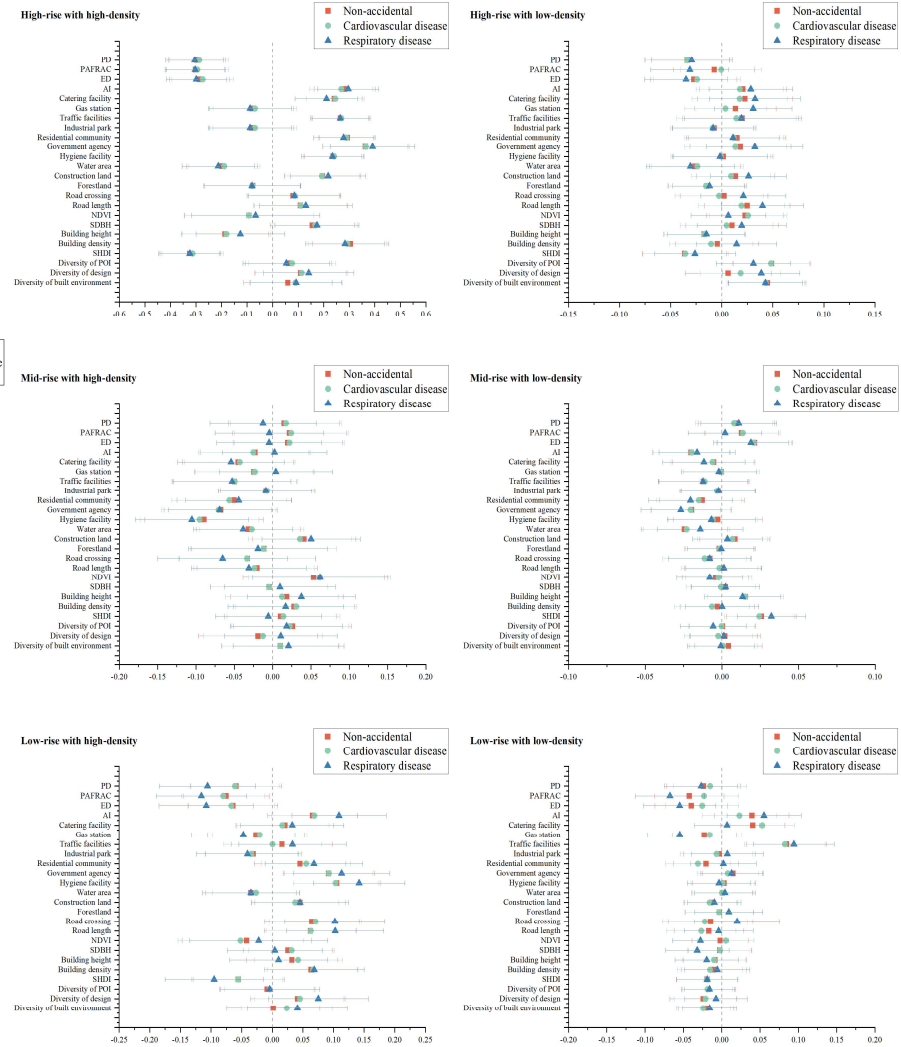 High-rise with high-density
Non-accidental
Cardiovascular disease
Respiratory disease
PD
PAFRAC
ED
AI
Catering facility
Gas station
Traffic facilities
Industrial park
Residential community
Government agency
Hygiene facility
Water area
Construction land
Forestland
Road crossing
Road length
NDVI
SDBH
Building height
Building density
SHDI
Diversity of POI
Diversity of design
Diversity of built environment
-0.6 -0.5 -0.4 -0.3 -0.2 -0.1 0.0 0.1 0.2 0.3 0.4 0.5 0.6
High-rise with low-density
Non-accidental
Cardiovascular disease
Respiratory disease
PD
PAFRAC
ED
AI
Catering facility
Gas station
Traffic facilities
Industrial park
Residential community
Government agency
Hygiene facility
Water area
Construction land
Forestland
Road crossing
Road length
NDVI
SDBH
Building height
Building density
SHDI
Diversity of POI
Diversity of design
Diversity of built environment
-0.15 -0.10 -0.05 0.00 0.05 0.10 0.15
Mid-rise with high-density
Non-accidental
Cardiovascular disease
Respiratory disease
PD
PAFRAC
ED
AI
Catering facility
Gas station
Traffic facilities
Industrial park
Residential community
Government agency
Hygiene facility
Water area
Construction land
Forestland
Road crossing
Road length
NDVI
SDBH
Building height
Building density
SHDI
Diversity of POI
Diversity of design
Diversity of built environment
-0.20 -0.15 -0.10 -0.05 0.00 0.05 0.10 0.15 0.20
Mid-rise with low-density
Non-accidental
Cardiovascular disease
Respiratory disease
PD
PAFRAC
ED
AI
Catering facility
Gas station
Traffic facilities
Industrial park
Residential community
Government agency
Hygiene facility
Water area
Construction land
Forestland
Road crossing
Road length
NDVI
SDBH
Building height
Building density
SHDI
Diversity of POI
Diversity of design
Diversity of built environment
-0.10 -0.05 0.00 0.05 0.10
Low-rise with high-density
Non-accidental
Cardiovascular disease
Respiratory disease
PD
PAFRAC
ED
AI
Catering facility
Gas station
Traffic facilities
Industrial park
Residential community
Government agency
Hygiene facility
Water area
Construction land
Forestland
Road crossing
Road length
NDVI
SDBH
Building height
Building density
SHDI
Diversity of POI
Diversity of design
Diversity of built environment
-0.25 -0.20 -0.15 -0.10 -0.05 0.00 0.05 0.10 0.15 0.20 0.25
Low-rise with low-density
Non-accidental
Cardiovascular disease
Respiratory disease
PD
PAFRAC
ED
AI
Catering facility
Gas station
Traffic facilities
Industrial park
Residential community
Government agency
Hygiene facility
Water area
Construction land
Forestland
Road crossing
Road length
NDVI
SDBH
Building height
Building density
SHDI
Diversity of POI
Diversity of design
Diversity of built environment
-0.20 -0.15 -0.10 -0.05 0.00 0.05 0.10 0.15 0.20